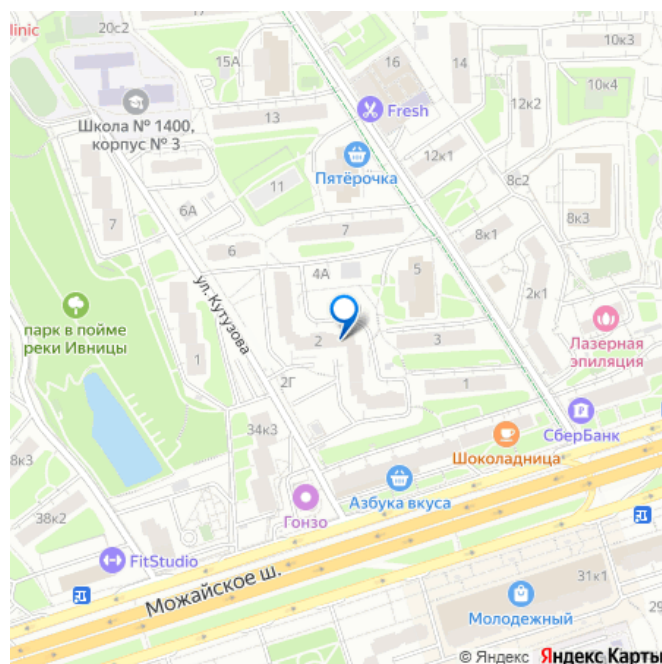 linic
20с2
15А
16
14
10к3
10к4
Школа № 1400,
корпус № 3
13
Fresh
12к2
Пятёрочка
12к1
11
8с2
6А
7
7
8к3
6
8к1
4А
5
2к1
ул. Кутузова
парк в пойме
реки Ивницы
2
3
Лазерная
эпиляция
1
2Г
1
34к3
СберБанк
Шоколадница
8к3
Азбука вкуса
Гонзо
38к2
FitStudio
Можайское ш.
31к1
Молодежный
29
© Яндекс Яндекс Карты